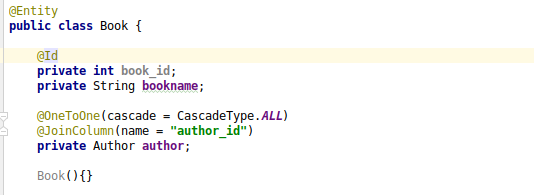 @Entity
public class Book {
@Id
private int book_id;
private String bookname;
@OneToOne(cascade = CascadeType.ALL)
@JoinColumn(name = "author_id")
private Author author;
Book(){}